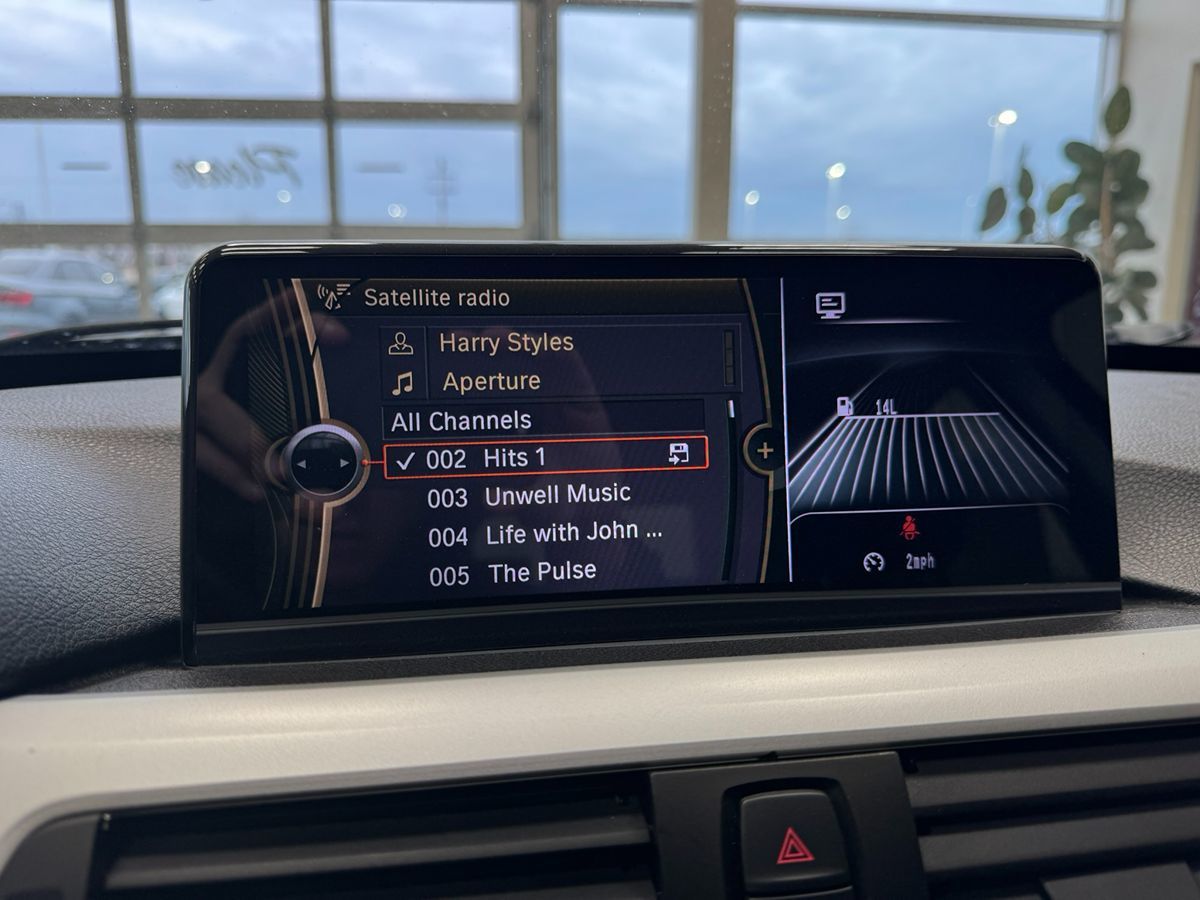 Satellite radio
Harry Styles
Aperture
All Channels
002 Hits 1
003 Unwell Music
004 Life with John ...
005 The Pulse
14L
2mph